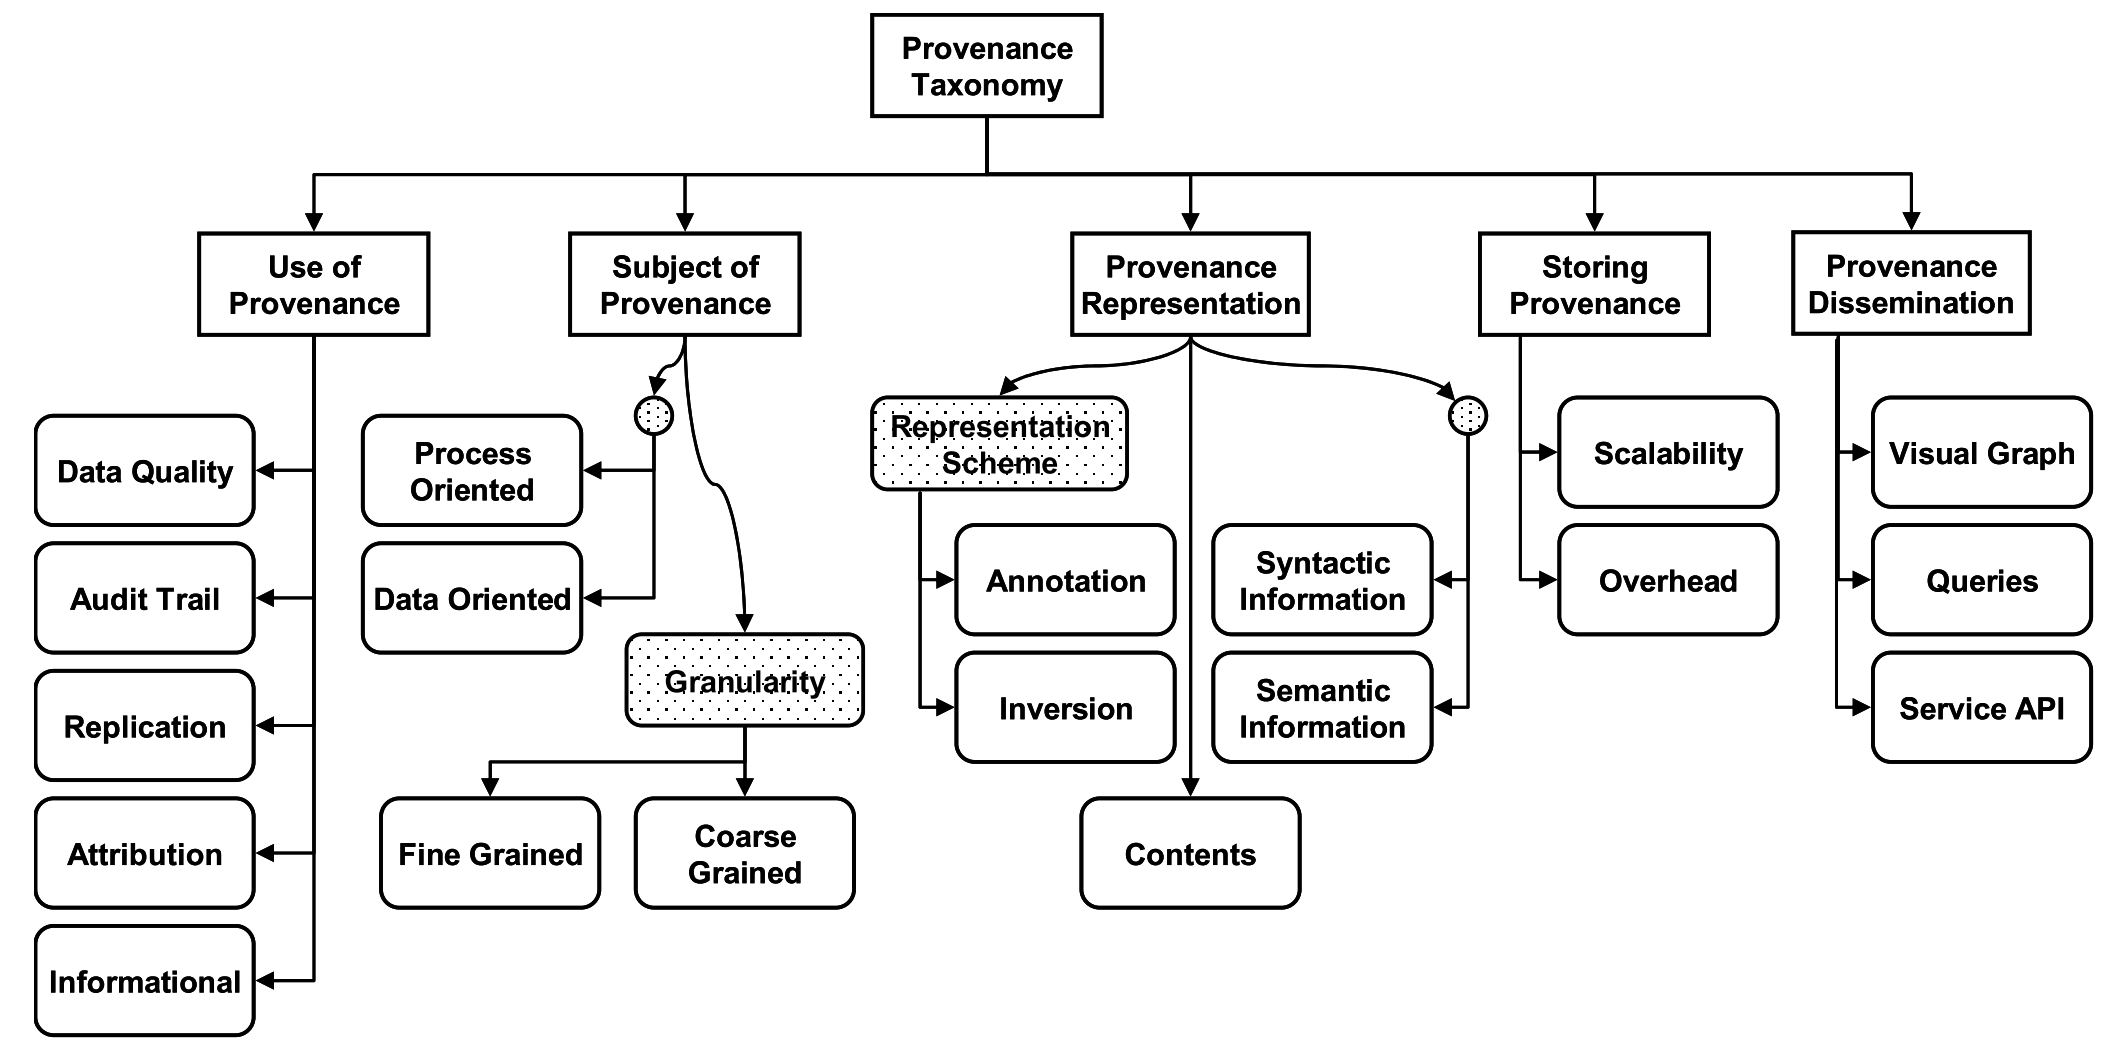 Provenance
Taxonomy
Use of
Provenance
Subject of
Provenance
Provenance
Representation
Storing
Provenance
Provenance
Dissemination
Data Quality
Audit Trail
Replication
Attribution
Informational
Process
Oriented
Data Oriented
Granularity
Fine Grained
Coarse
Grained
Representation
Scheme
Annotation
Inversion
Syntactic
Information
Semantic
Information
Contents
Scalability
Overhead
Visual Graph
Queries
Service API